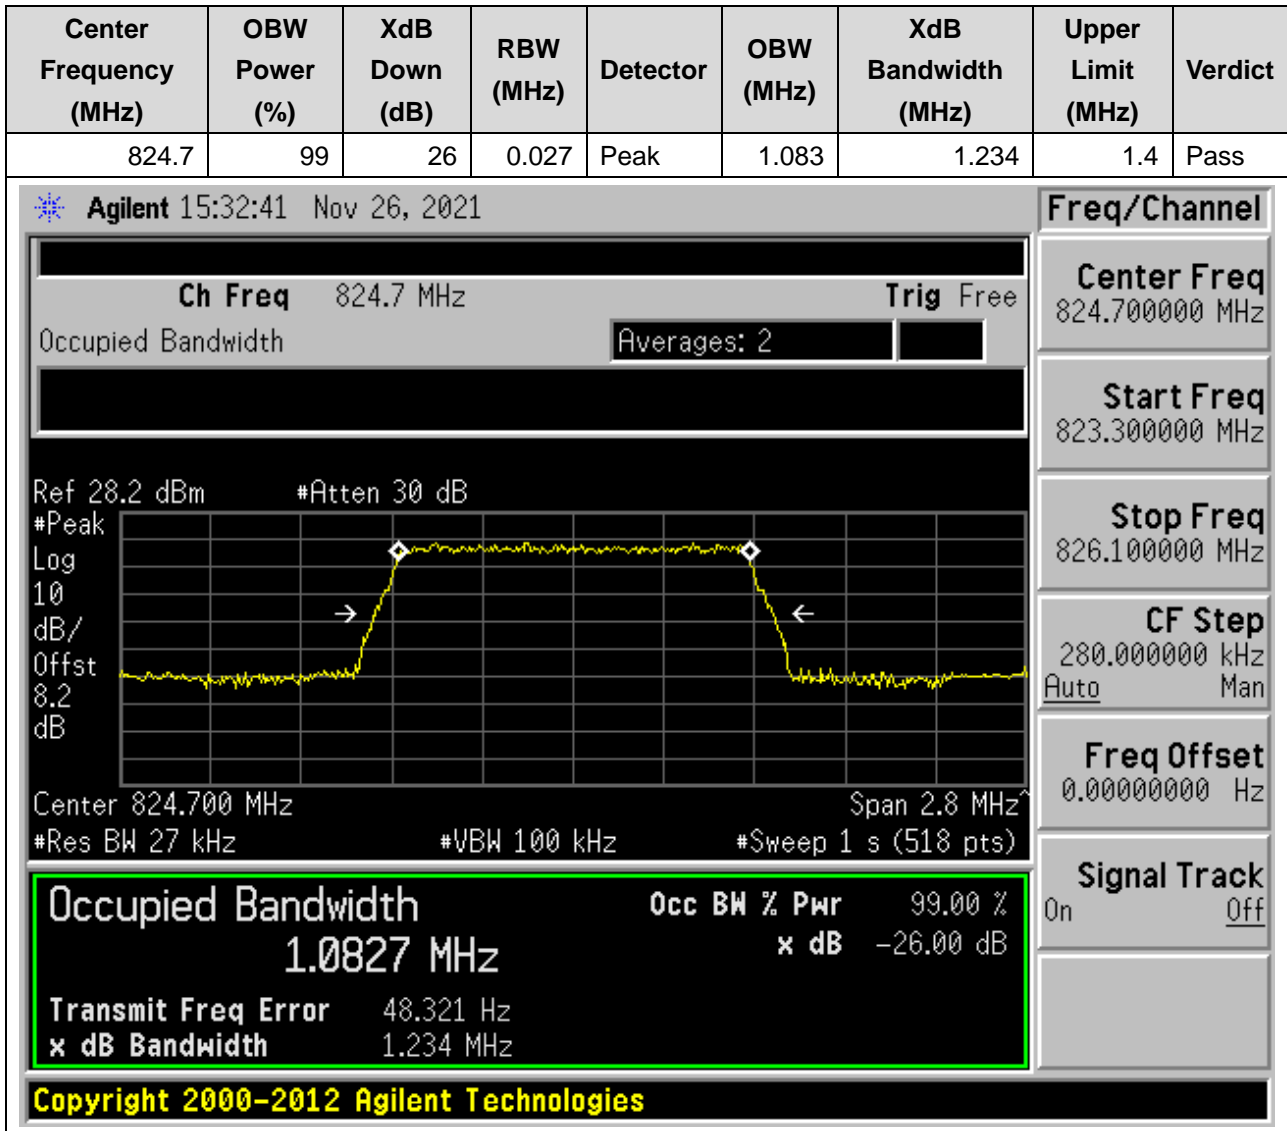 Center Frequency (MHz) OBW Power (%) XdB Down (dB) RBW (MHz) Detector OBW (MHz) XdB Bandwidth (MHz) Upper Limit (MHz) Verdict
824.7 99 26 0.027 Peak 1.083 1.234 1.4 Pass
Agilent 15:32:41 Nov 26, 2021
Freq/Channel
Ch Freq 824.7 MHz Trig Free
Occupied Bandwidth Averages: 2
Center Freq
824.700000 MHz
Start Freq
823.300000 MHz
Stop Freq
826.100000 MHz
CF Step
280.000000 kHz
Auto Man
Freq Offset
0.00000000 Hz
Signal Track
On Off
Ref 28.2 dBm #Atten 30 dB
#Peak
Log
10
dB/
Offst
8.2
dB
Center 824.700 MHz Span 2.8 MHz^
#Res BW 27 kHz #VBW 100 kHz #Sweep 1 s (518 pts)
Occupied Bandwidth Occ BW % Pwr 99.00 %
1.0827 MHz x dB -26.00 dB
Transmit Freq Error 48.321 Hz
x dB Bandwidth 1.234 MHz
Copyright 2000-2012 Agilent Technologies